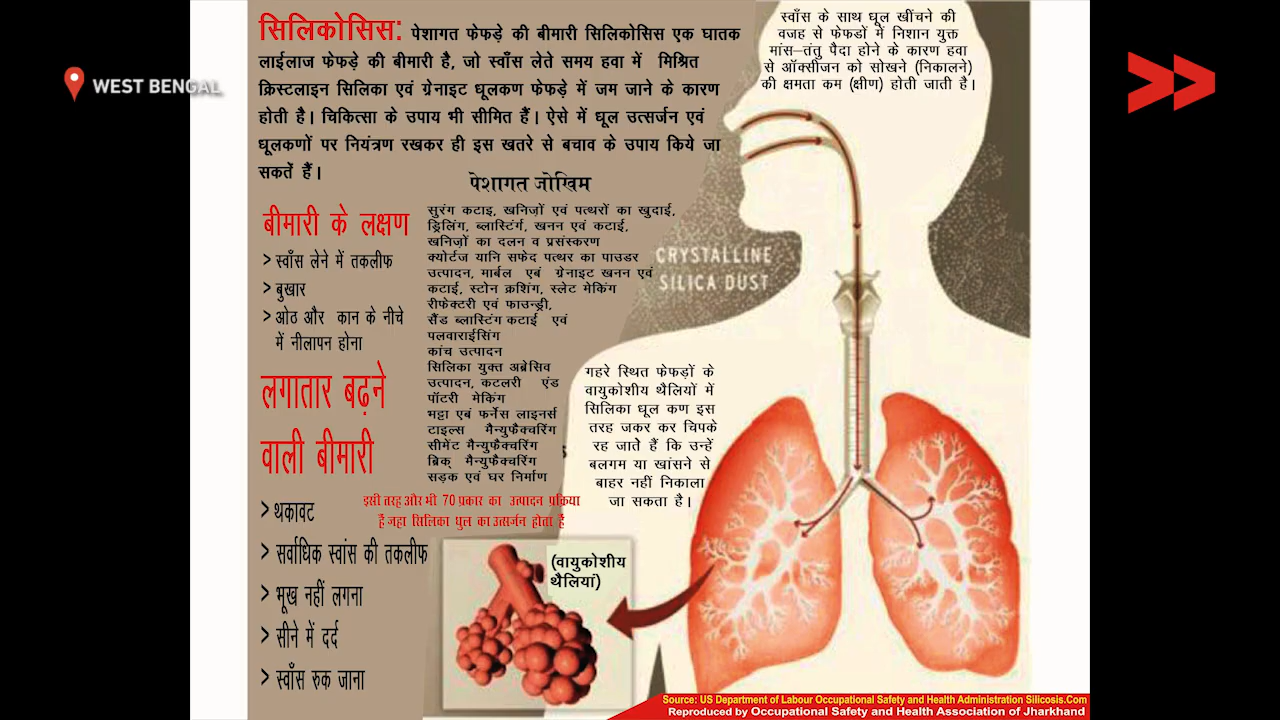 WEST BENGAL
सिलिकोसिस: पेशागत फेफड़े की बीमारी सिलिकोसिस एक घातक
लाईलाज फेफड़े की बीमारी है, जो स्वाँस लेते समय हवा में मिश्रित
क्रिस्टलाइन सिलिका एवं ग्रेनाइट धूलकण फेफड़े में जम जाने के कारण
होती है। चिकित्सा के उपाय भी सीमित हैं। ऐसे में धूल उत्सर्जन एवं
धूलकणों पर नियंत्रण रखकर ही इस खतरे से बचाव के उपाय किये जा
सकतें हैं।
स्वाँस के साथ धूल खींचने की
वजह से फेफडों में निशान युक्त
मांस–तंतु पैदा होने के कारण हवा
से ऑक्सीजन को सोखने (निकालने)
की क्षमता कम (क्षीण) होती जाती है।
बीमारी के लक्षण
> स्वाँस लेने में तकलीफ
> बुखार
> ओठ और कान के नीचे
में नीलापन होना
लगातार बढ़ने
वाली बीमारी
> थकावट
> सर्वाधिक स्वांस की तकलीफ
> भूख नहीं लगना
> सीने में दर्द
> स्वाँस रुक जाना
पेशागत जोखिम
सुरंग कटाइ, खनिज़ों एवं पत्थरों का खुदाई,
ड्रिलिंग, ब्लास्टिंर्ग, खनन एवं कटाई,
खनिज़ों का दलन व प्रसंस्करण
क्योर्टज यानि सफेद पत्थर का पाउडर
उत्पादन, मार्बल एबं ग्रेनाइट खनन एवं
कटाई, स्टोन क्रशिंग, स्लेट मेकिंग
रीफेक्टरी एवं फाउन्ड्री,
सैंड ब्लास्टिंग कटाई एवं
पलवाराईसिंग
कांच उत्पादन
सिलिका युक्त अब्रेसिव
उत्पादन, कटलरी एंड
पॉटरी मेकिंग
भट्टा एबं फर्नेस लाइनर्स
टाइल्स मैन्युफैक्चरिंग
सीमेंट मैन्युफैक्चरिंग
ब्रिक् मैन्युफैक्चरिंग
सड़क एवं घर निर्माण
इसी तरह और भी 70 प्रकार का उत्पादन प्रकिया
हैं जहा सिलिका धुल का उत्सर्जन होता हैं
CRYSTALLINE
SILICA DUST
गहरे स्थित फेफड़ों के
वायुकोशीय थैलियों में
सिलिका धूल कण इस
तरह जकर कर चिपके
रह जाते हैं कि उन्हें
बलगम या खांसने से
बाहर नहीं निकाला
जा सकता है।
(वायुकोशीय
थैलियां)
Source: US Department of Labour Occupational Safety and Health Administration Silicosis.Com
Reproduced by Occupational Safety and Health Association of Jharkhand